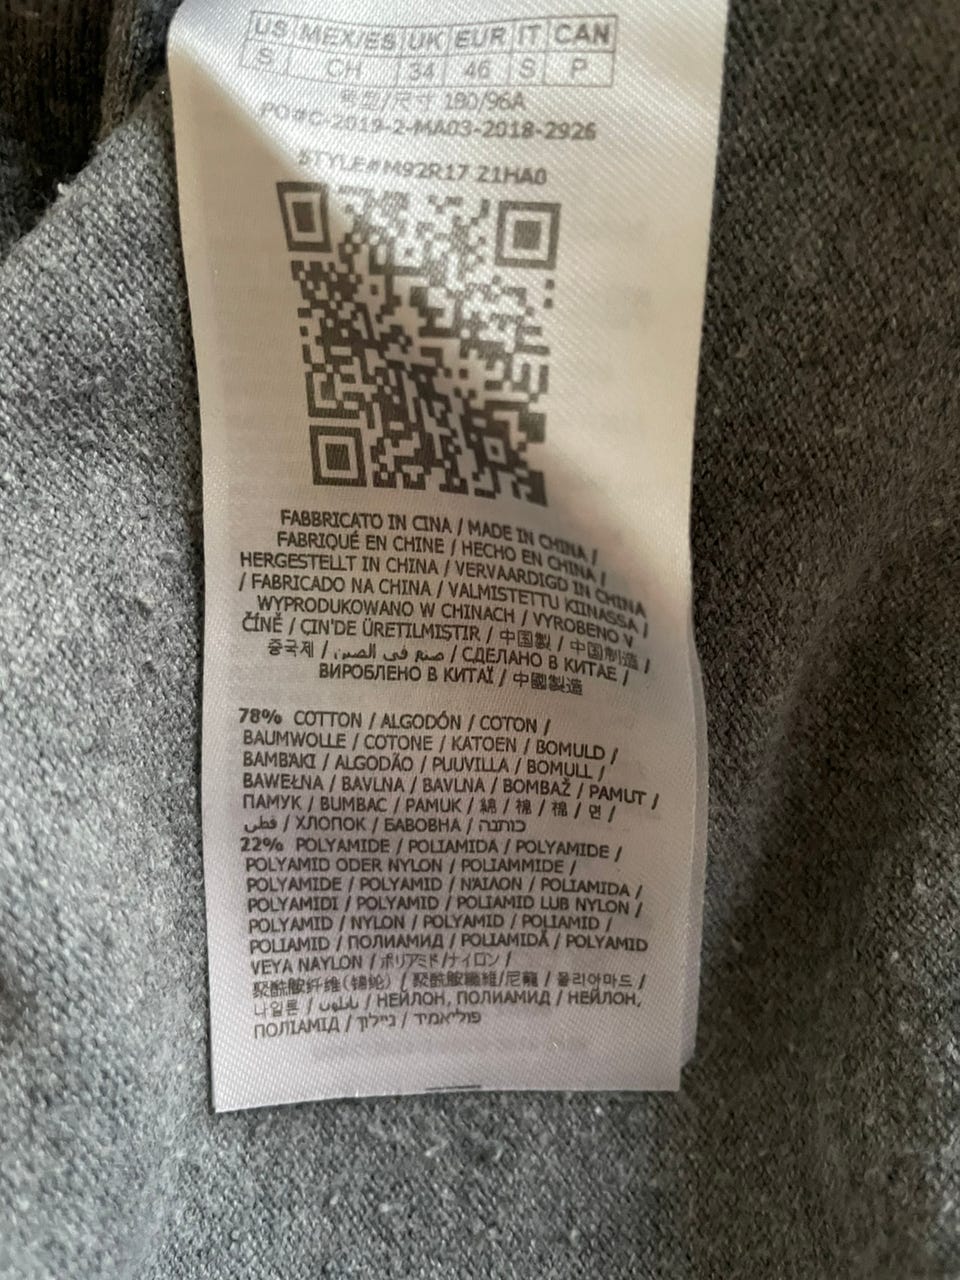 US MEX/ES UK EUR IT CAN
S CH 34 46 S P
号型/尺寸 180/96A
PO#C-2019-2-MA03-2018-2926
STYLE#M92R17 21HA0
FABBRICATO IN CINA / MADE IN CHINA /
FABRIQUÉ EN CHINE / HECHO EN CHINA /
HERGESTELLT IN CHINA / VERVAARDIGD IN CHINA
/ FABRICADO NA CHINA / VALMISTETTU KIINASSA /
WYPRODUKOWANO W CHINACH / VYROBENO V
ČÍNĚ / ÇIN'DE ÜRETILMIŞTIR / 中国製 / 中国制造 /
중국제 / صنع في الصين / СДЕЛАНО В КИТАЕ /
ВИРОБЛЕНО В КИТАЇ / 中國製造
78% COTTON / ALGODÓN / COTON /
BAUMWOLLE / COTONE / KATOEN / BOMULD /
BAMBAKI / ALGODÃO / PUUVILLA / BOMULL /
BAWEŁNA / BAVLNA / BAVLNA / BOMBAŽ / PAMUT /
ПАМУК / BUMBAC / PAMUK / 綿 / 棉 / 棉 / 면 /
قطن / ХЛОПОК / БАВОВНА / כותנה
22% POLYAMIDE / POLIAMIDA / POLYAMIDE /
POLYAMID ODER NYLON / POLIAMMIDE /
POLYAMIDE / POLYAMID / ΝΑΪΛΟΝ / POLIAMIDA /
POLYAMIDI / POLYAMID / POLIAMID LUB NYLON /
POLYAMID / NYLON / POLYAMID / POLIAMID /
POLIAMID / ПОЛИАМИД / POLIAMIDĂ / POLYAMID
VEYA NAYLON / ポリアミド/ナイロン /
聚酰胺纤维(锦纶) / 聚酰胺纖維/尼龍 / 폴리아마드 /
나일론 / نايلون / НЕЙЛОН, ПОЛИАМИД / НЕЙЛОН,
ПОЛІАМІД / ניילון / פוליאמיד